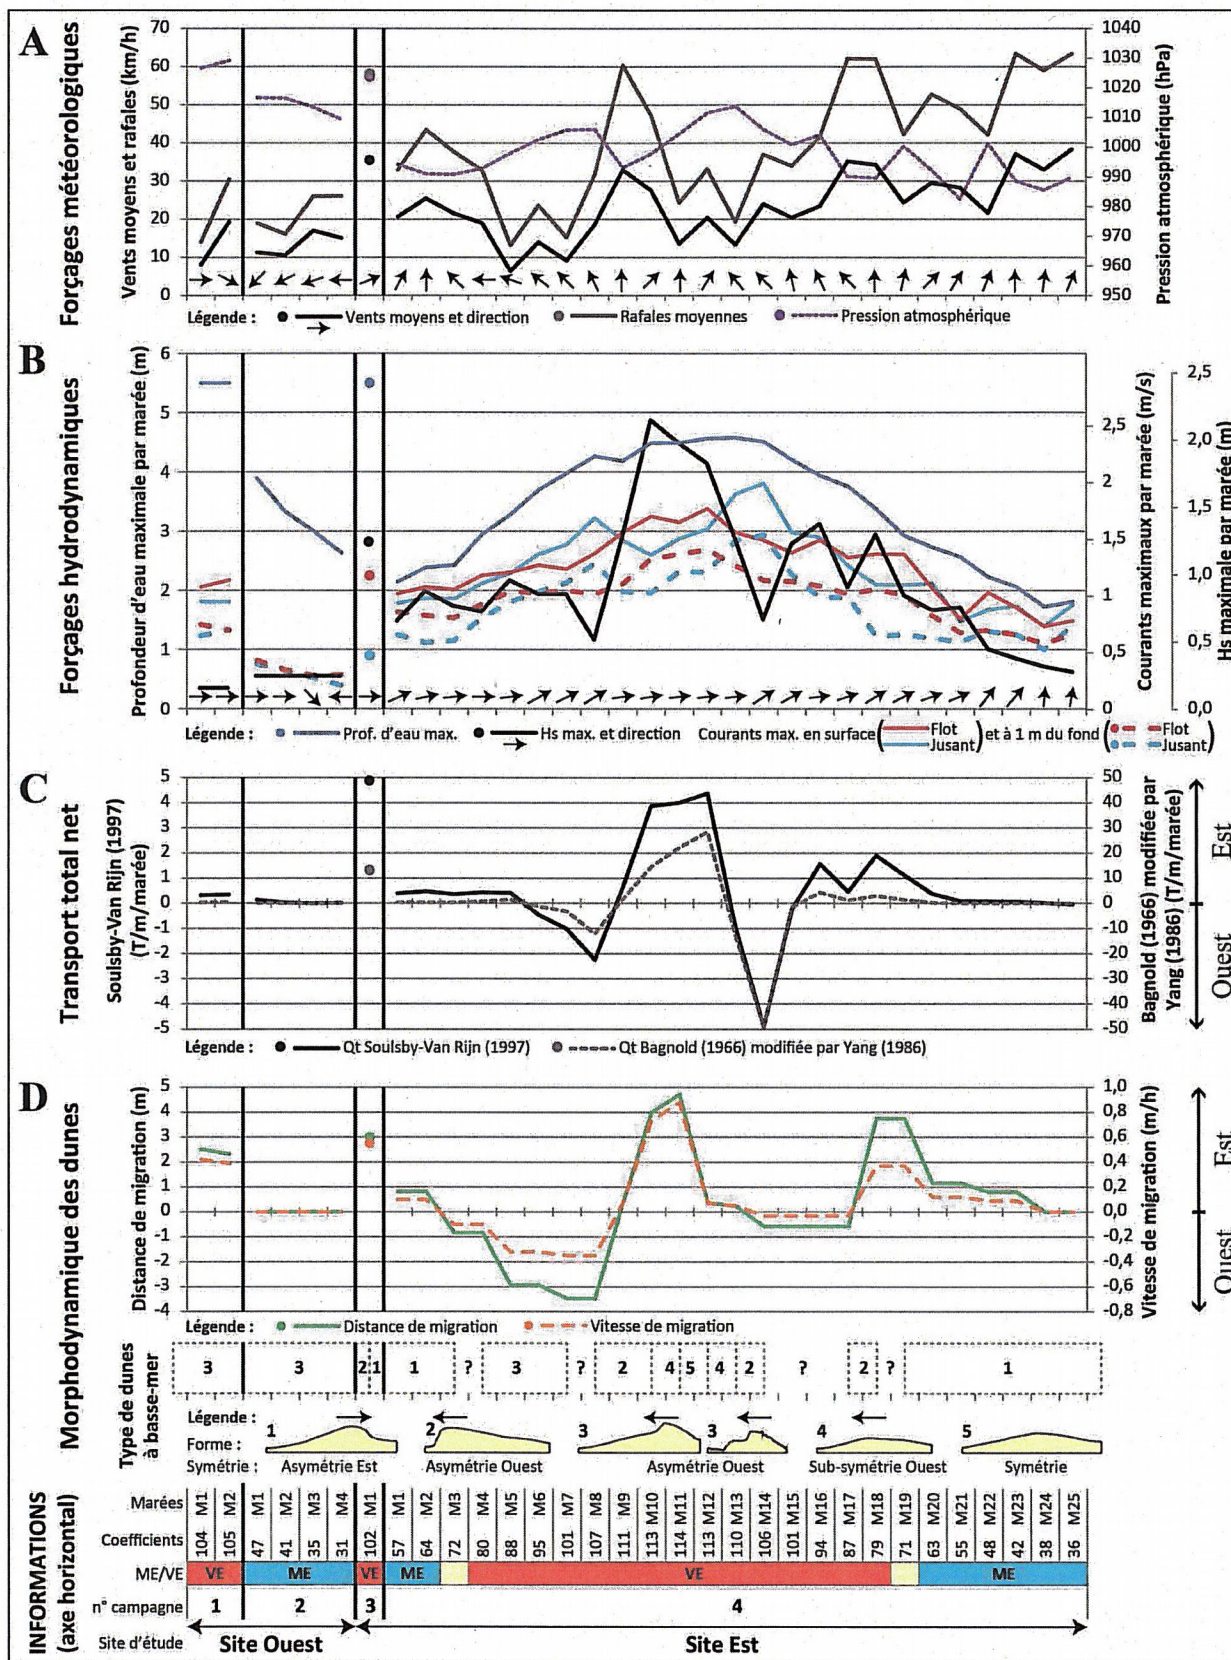 A
Forçages météorologiques
Vents moyens et rafales (km/h)
70
60
50
40
30
20
10
0
1040
1030
1020
1010
1000
990
980
970
960
950
Pression atmosphérique (hPa)
Légende : Vents moyens et direction Rafales moyennes Pression atmosphérique
B
Forçages hydrodynamiques
Profondeur d'eau maximale par marée (m)
6
5
4
3
2
1
0
2,5
2
1,5
1
0,5
0
Courants maximaux par marée (m/s)
2,5
2,0
1,5
1,0
0,5
0,0
Hs maximale par marée (m)
Légende : Prof. d'eau max. Hs max. et direction Courants max. en surface ( Flot Jusant ) et à 1 m du fond ( Flot Jusant )
C
Transport total net
Soulsby-Van Rijn (1997)
(T/m/marée)
5
4
3
2
1
0
-1
-2
-3
-4
-5
50
40
30
20
10
0
-10
-20
-30
-40
-50
Bagnold (1966) modifiée par
Yang (1986) (T/m/marée)
Est
Ouest
Légende : Qt Soulsby-Van Rijn (1997) Qt Bagnold (1966) modifiée par Yang (1986)
D
Morphodynamique des dunes
Distance de migration (m)
5
4
3
2
1
0
-1
-2
-3
-4
1,0
0,8
0,6
0,4
0,2
0,0
-0,2
-0,4
-0,6
-0,8
Vitesse de migration (m/h)
Est
Ouest
Légende : Distance de migration Vitesse de migration
Type de dunes
à basse-mer
3 3 2 1 1 ? 3 ? 2 4 5 4 2 ? 2 ? 1
Légende :
1 2 3 3 4 5
Forme :
Symétrie : Asymétrie Est Asymétrie Ouest Asymétrie Ouest Sub-symétrie Ouest Symétrie
INFORMATIONS
(axe horizontal)
Marées M1 M2 M1 M2 M3 M4 M1 M1 M2 M3 M4 M5 M6 M7 M8 M9 M10 M11 M12 M13 M14 M15 M16 M17 M18 M19 M20 M21 M22 M23 M24 M25
Coefficients 104 105 47 41 35 31 102 57 64 72 80 88 95 101 107 111 113 114 113 110 106 101 94 87 79 71 63 55 48 42 38 36
ME/VE VE ME VE ME VE ME
n° campagne 1 2 3 4
Site d'étude Site Ouest Site Est